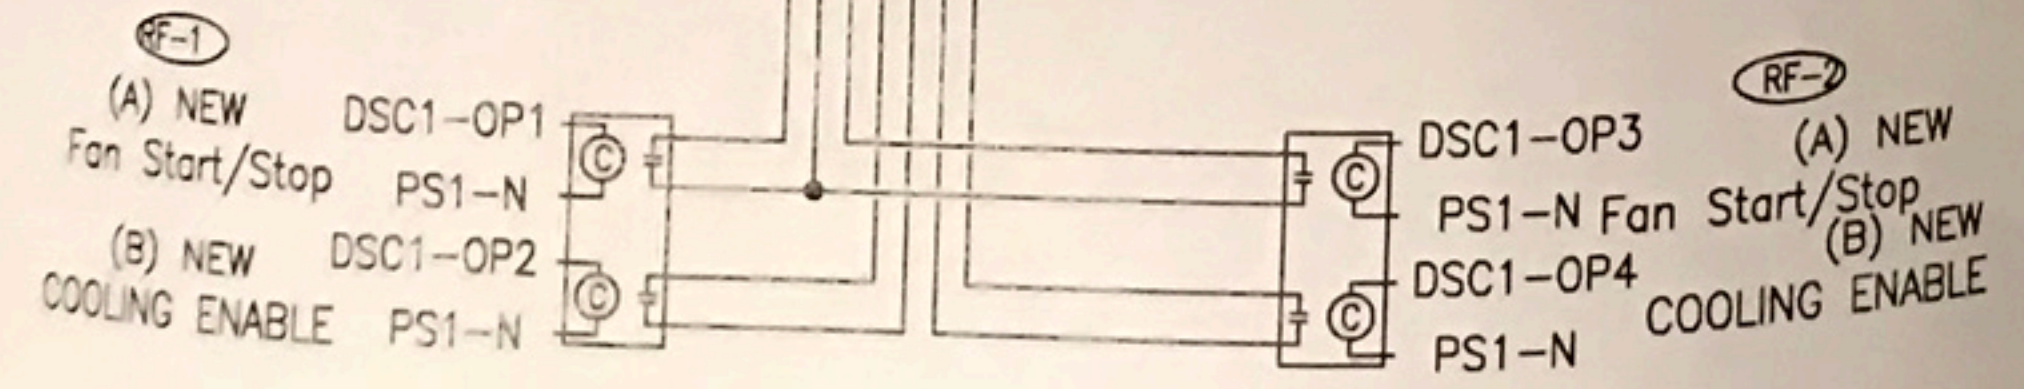 RF-1
(A) NEW DSC1-OP1
Fan Start/Stop PS1-N
C
(B) NEW DSC1-OP2
COOLING ENABLE PS1-N
C
RF-2
DSC1-OP3 (A) NEW
C
PS1-N Fan Start/Stop
(B) NEW
DSC1-OP4
COOLING ENABLE
C
PS1-N